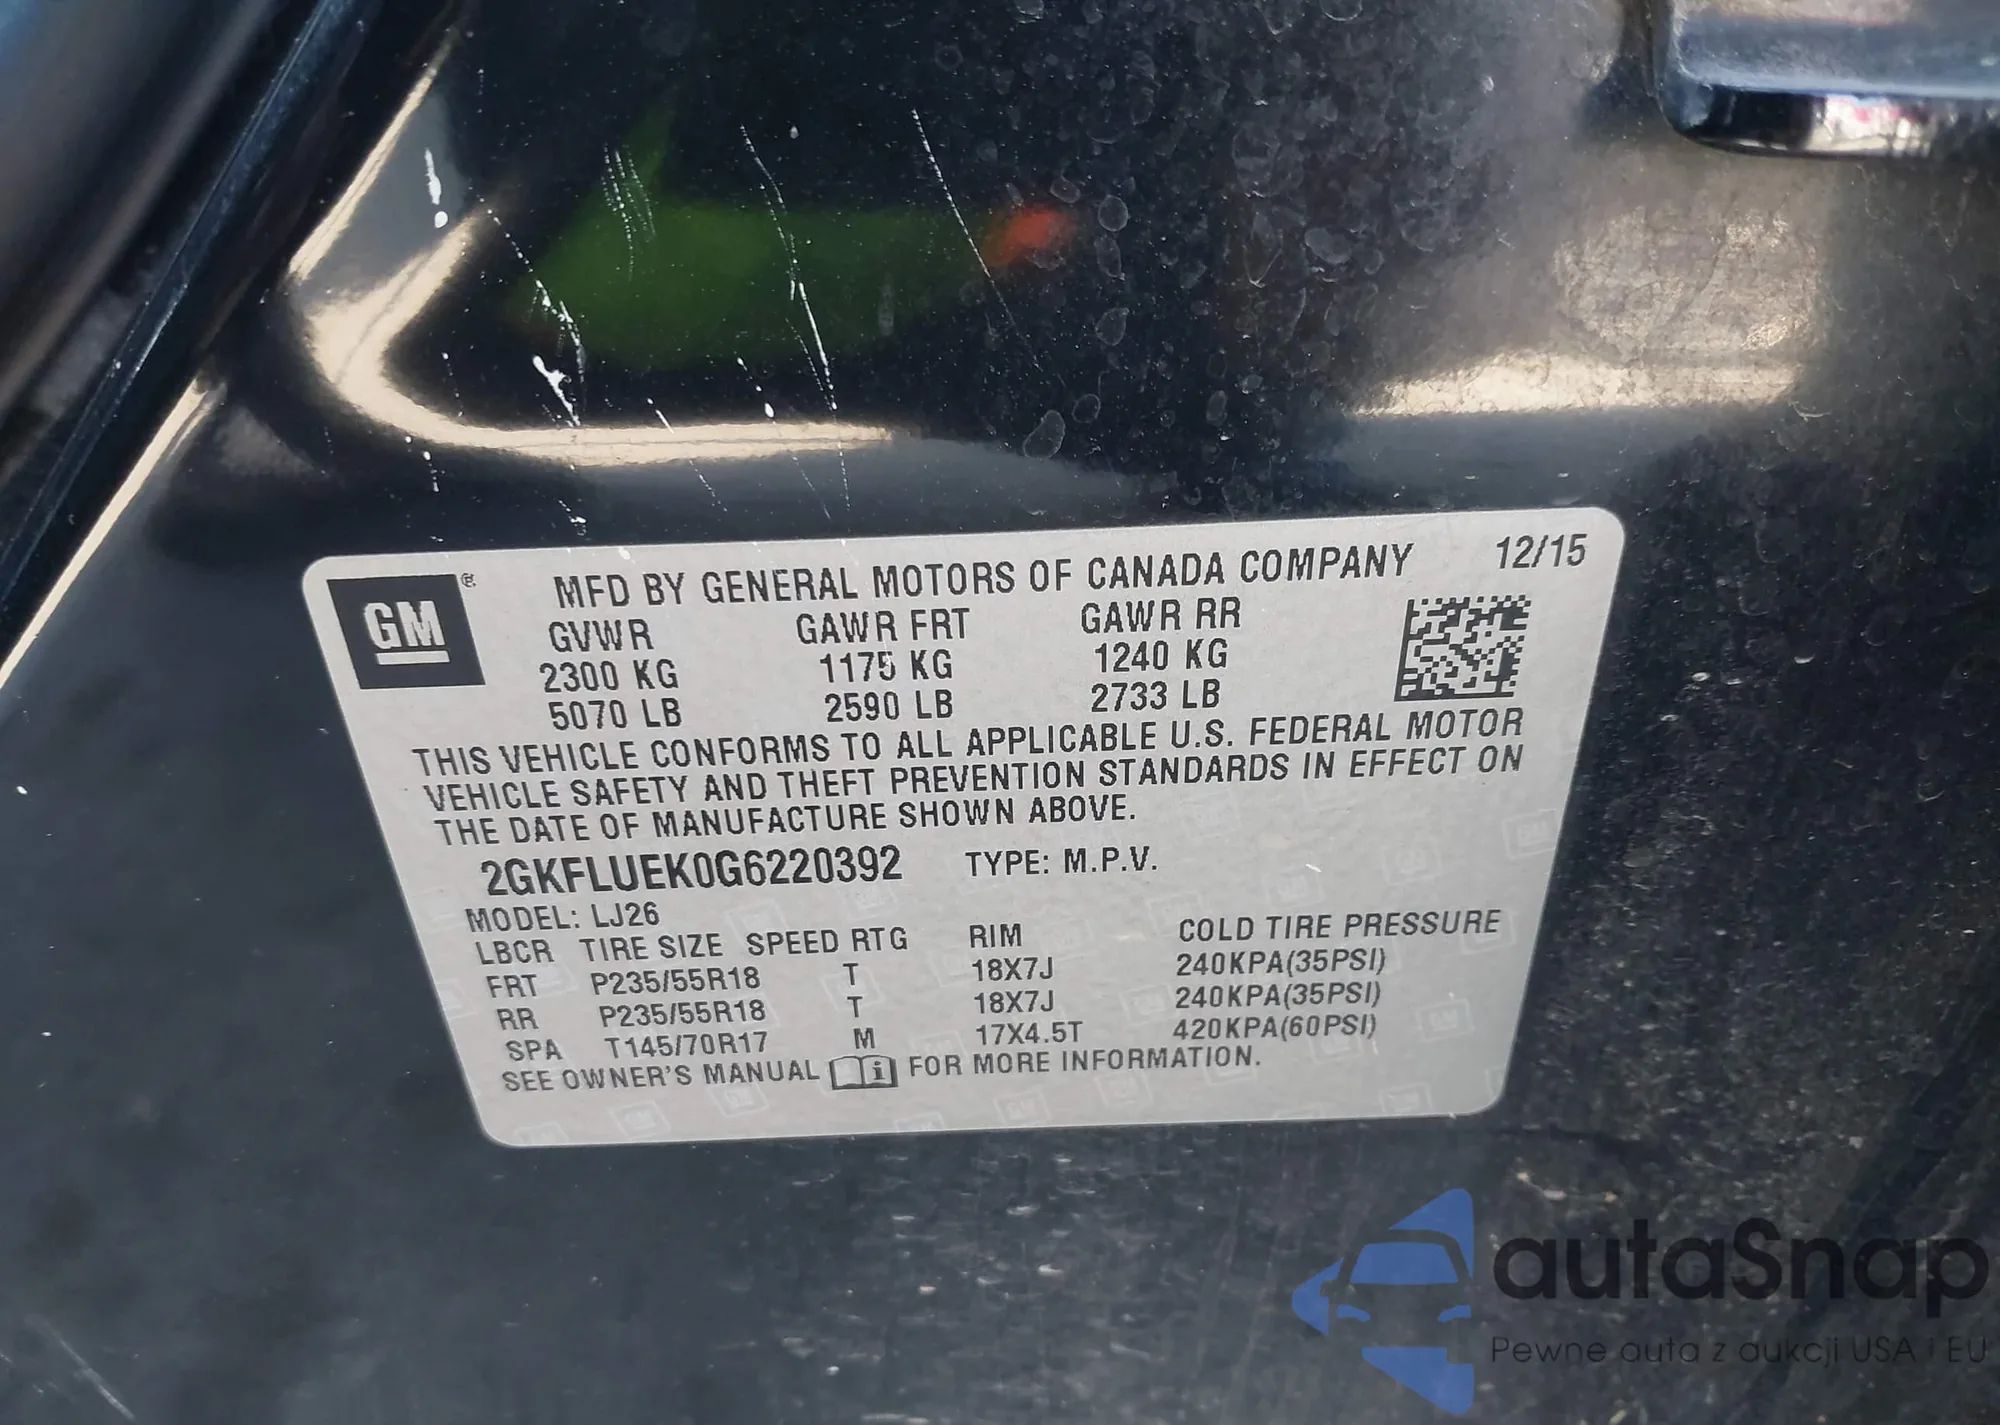 GM ®
MFD BY GENERAL MOTORS OF CANADA COMPANY 12/15
GVWR GAWR FRT GAWR RR
2300 KG 1175 KG 1240 KG
5070 LB 2590 LB 2733 LB
THIS VEHICLE CONFORMS TO ALL APPLICABLE U.S. FEDERAL MOTOR
VEHICLE SAFETY AND THEFT PREVENTION STANDARDS IN EFFECT ON
THE DATE OF MANUFACTURE SHOWN ABOVE.
2GKFLUEK0G6220392 TYPE: M.P.V.
MODEL: LJ26
LBCR TIRE SIZE SPEED RTG RIM COLD TIRE PRESSURE
FRT P235/55R18 T 18X7J 240KPA(35PSI)
RR P235/55R18 T 18X7J 240KPA(35PSI)
SPA T145/70R17 M 17X4.5T 420KPA(60PSI)
SEE OWNER'S MANUAL i FOR MORE INFORMATION.
autaSnap
Pewne auta z aukcji USA i EU